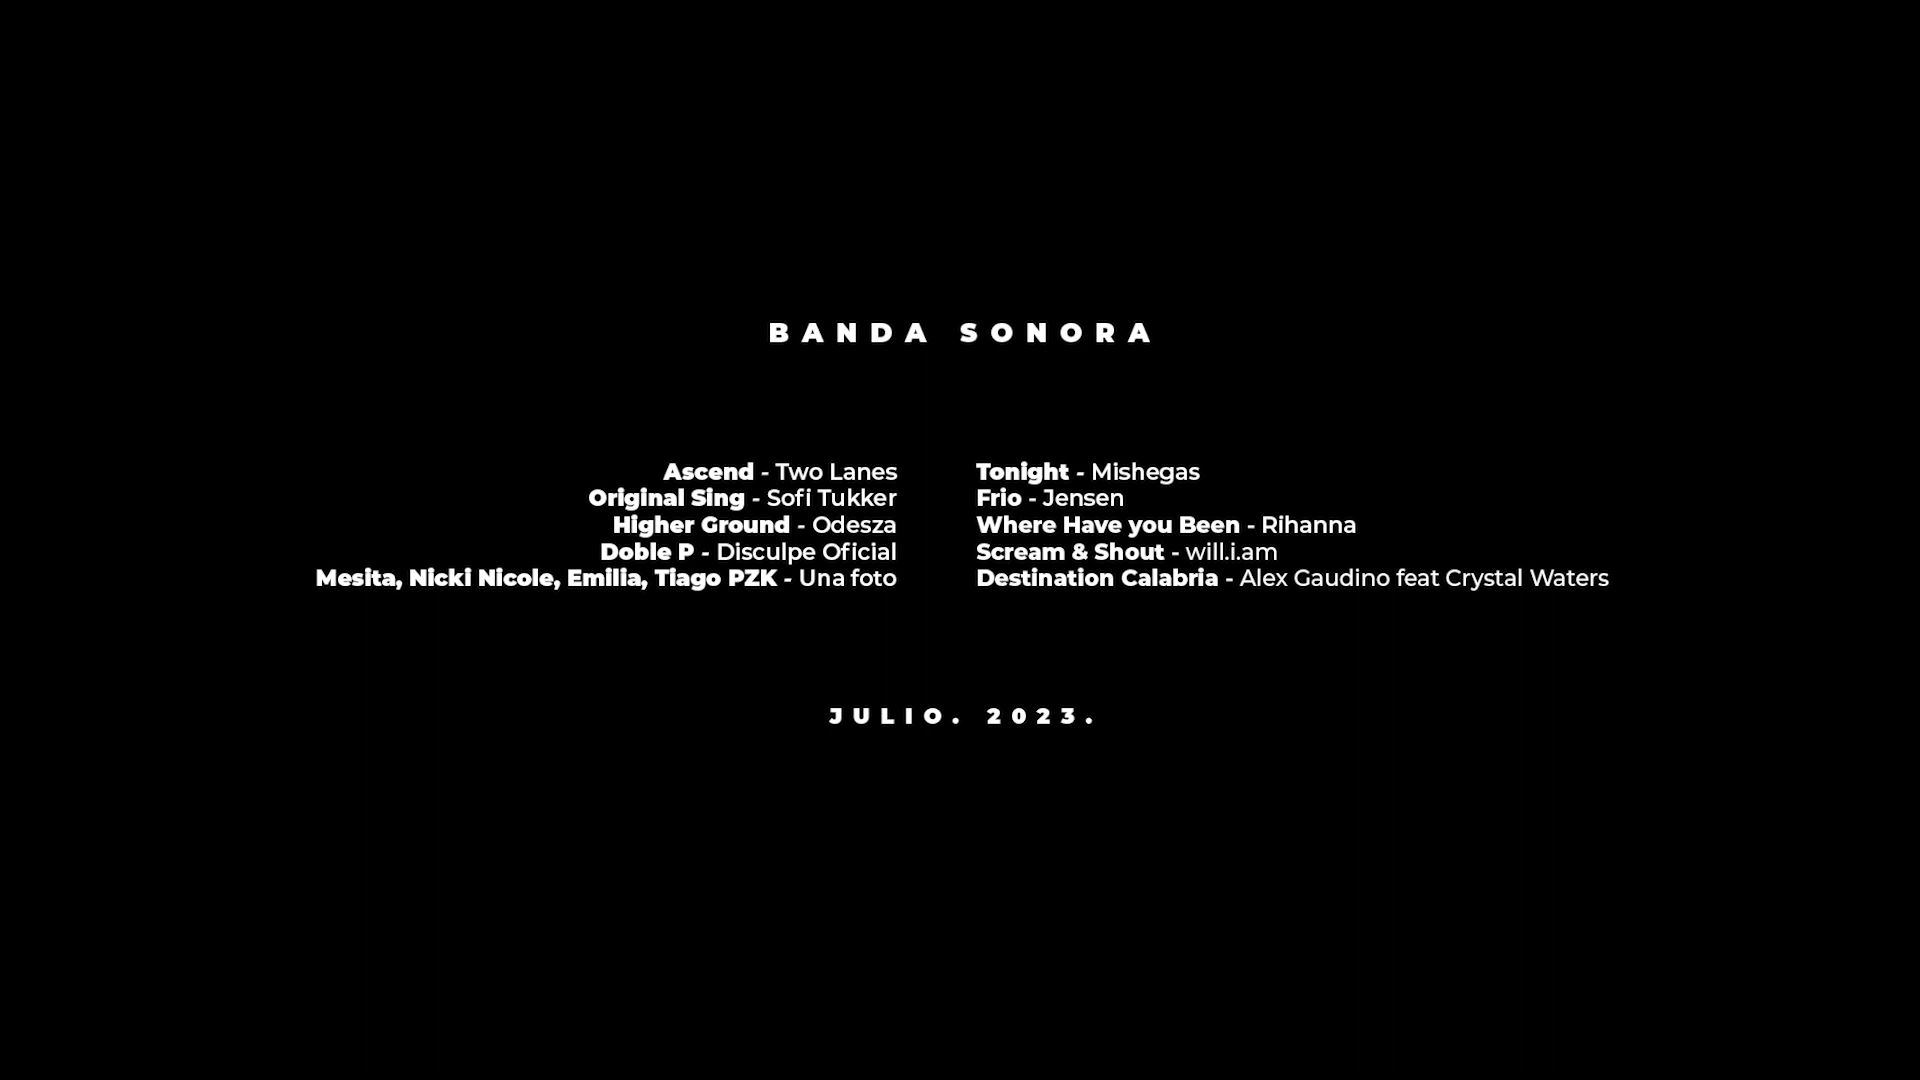 BANDA SONORA
Ascend - Two Lanes
Original Sing - Sofi Tukker
Higher Ground - Odesza
Doble P - Disculpe Oficial
Mesita, Nicki Nicole, Emilia, Tiago PZK - Una foto
Tonight - Mishegas
Frio - Jensen
Where Have you Been - Rihanna
Scream & Shout - will.i.am
Destination Calabria - Alex Gaudino feat Crystal Waters
JULIO. 2023.